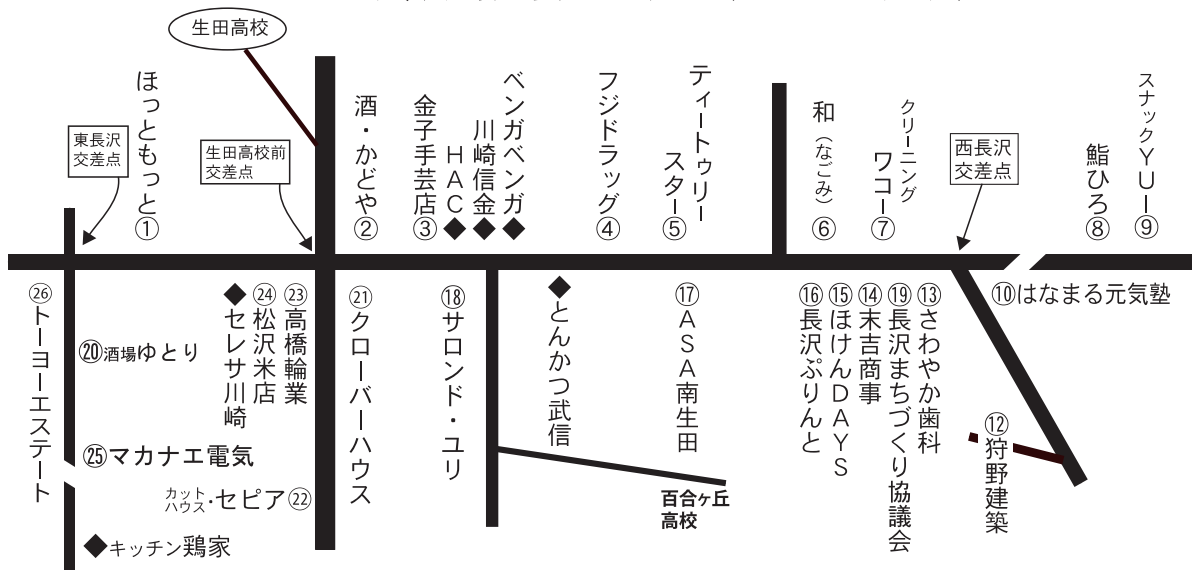 生田高校
東長沢
交差点
ほっともっと①
生田高校前
交差点
酒・かどや②
金子手芸店③
HAC◆
川崎信金◆
ベンガベンガ◆
フジドラッグ④
ティートゥリー
スター⑤
和(なごみ)⑥
クリーニング
ワコー⑦
西長沢
交差点
鮨ひろ⑧
スナックYUー⑨
㉖トーヨーエステート
⑳酒場ゆとり
㉕マカナエ電気
◆キッチン鶏家
◆セレサ川崎
㉔松沢米店
㉓高橋輪業
カット
ハウス・セピア㉒
㉑クローバーハウス
⑱サロンド・ユリ
◆とんかつ武信
⑰ASA南生田
百合ヶ丘
高校
⑯長沢ぷりんと
⑮ほけんDAYS
⑭末吉商事
⑲長沢まちづくり協議会
⑬さわやか歯科
⑩はなまる元気塾
⑫狩野建築